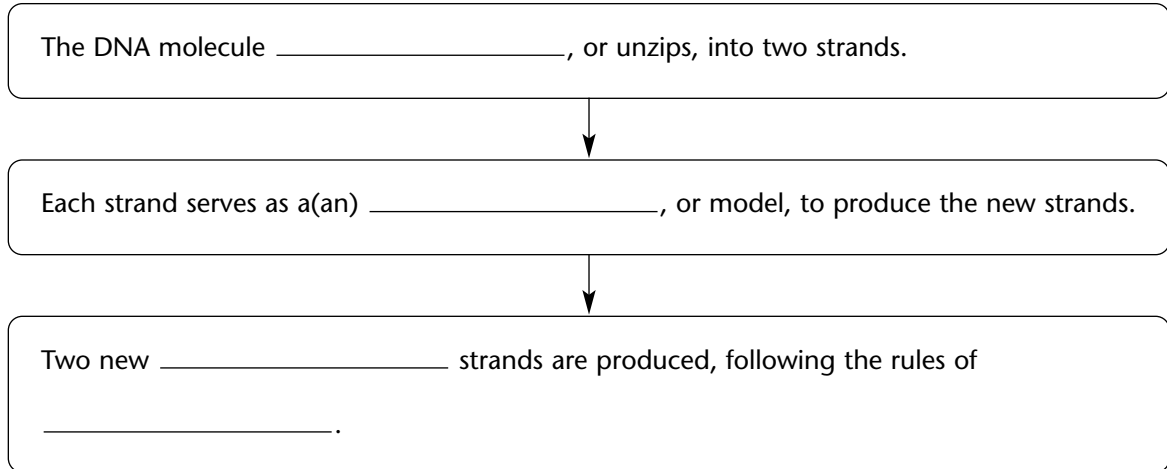 The DNA molecule ____________________, or unzips, into two strands.
Each strand serves as a(an) ____________________, or model, to produce the new strands.
Two new ____________________ strands are produced, following the rules of
____________________.